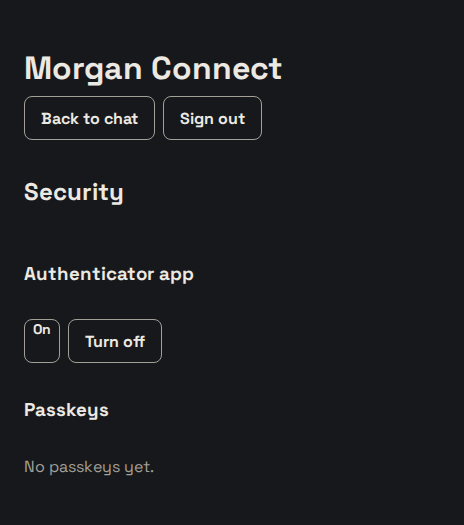 Morgan Connect
Back to chat Sign out
Security
Authenticator app
On Turn off
Passkeys
No passkeys yet.